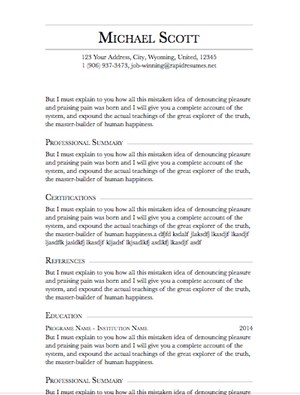 Michael Scott
123 Your Address, City, Wyoming, United, 12345
1 (906) 937-3473, job-winning@rapidresumes.net
But I must explain to you how all this mistaken idea of denouncing pleasure
and praising pain was born and I will give you a complete account of the
system, and expound the actual teachings of the great explorer of the truth,
the master-builder of human happiness.
Professional Summary
But I must explain to you how all this mistaken idea of denouncing pleasure
and praising pain was born and I will give you a complete account of the
system, and expound the actual teachings of the great explorer of the truth,
the master-builder of human happiness.
Certifications
But I must explain to you how all this mistaken idea of denouncing pleasure
and praising pain was born and I will give you a complete account of the
system, and expound the actual teachings of the great explorer of the truth,
the master-builder of human happiness.
References
But I must explain to you how all this mistaken idea of denouncing pleasure
and praising pain was born and I will give you a complete account of the
system, and expound the actual teachings of the great explorer of the truth,
the master-builder of human happiness.
Education
Programe Name - Institution Name 2014
But I must explain to you how all this mistaken idea of denouncing pleasure
and praising pain was born and I will give you a complete account of the
system, and expound the actual teachings of the great explorer of the truth,
the master-builder of human happiness.
Professional Summary
But I must explain to you how all this mistaken idea of denouncing pleasure